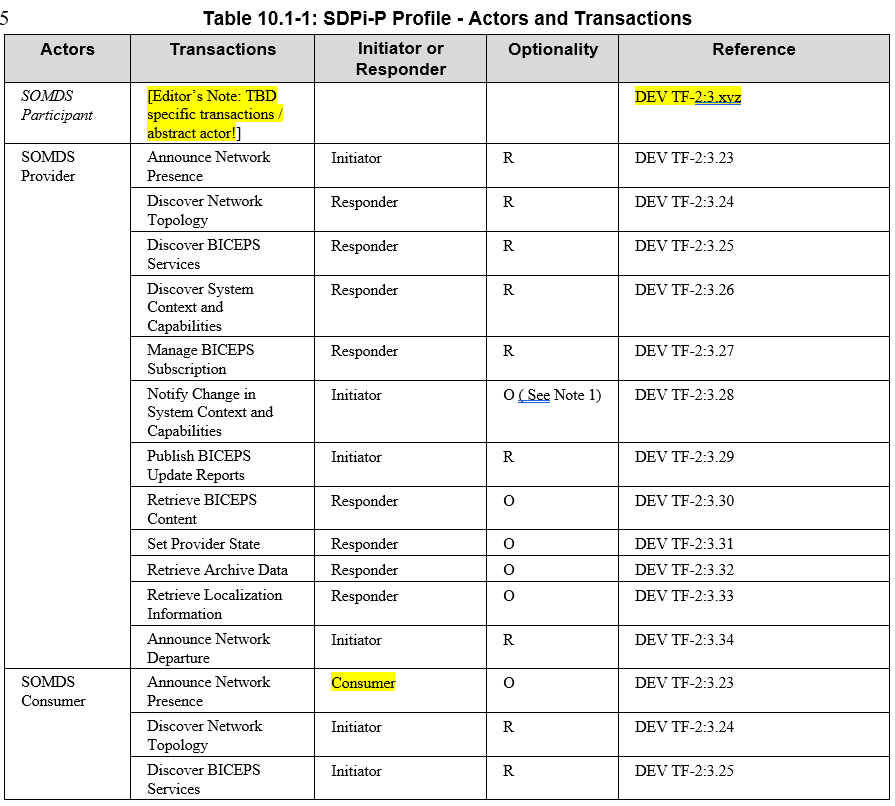 5
Table 10.1-1: SDPi-P Profile - Actors and Transactions
Actors Transactions Initiator or Responder Optionality Reference
SOMDS Participant [Editor's Note: TBD specific transactions / abstract actor!] DEV TF-2:3.xyz
SOMDS Provider Announce Network Presence Initiator R DEV TF-2:3.23
Discover Network Topology Responder R DEV TF-2:3.24
Discover BICEPS Services Responder R DEV TF-2:3.25
Discover System Context and Capabilities Responder R DEV TF-2:3.26
Manage BICEPS Subscription Responder R DEV TF-2:3.27
Notify Change in System Context and Capabilities Initiator O ( See Note 1) DEV TF-2:3.28
Publish BICEPS Update Reports Initiator R DEV TF-2:3.29
Retrieve BICEPS Content Responder O DEV TF-2:3.30
Set Provider State Responder O DEV TF-2:3.31
Retrieve Archive Data Responder O DEV TF-2:3.32
Retrieve Localization Information Responder O DEV TF-2:3.33
Announce Network Departure Initiator R DEV TF-2:3.34
SOMDS Consumer Announce Network Presence Consumer O DEV TF-2:3.23
Discover Network Topology Initiator R DEV TF-2:3.24
Discover BICEPS Services Initiator R DEV TF-2:3.25